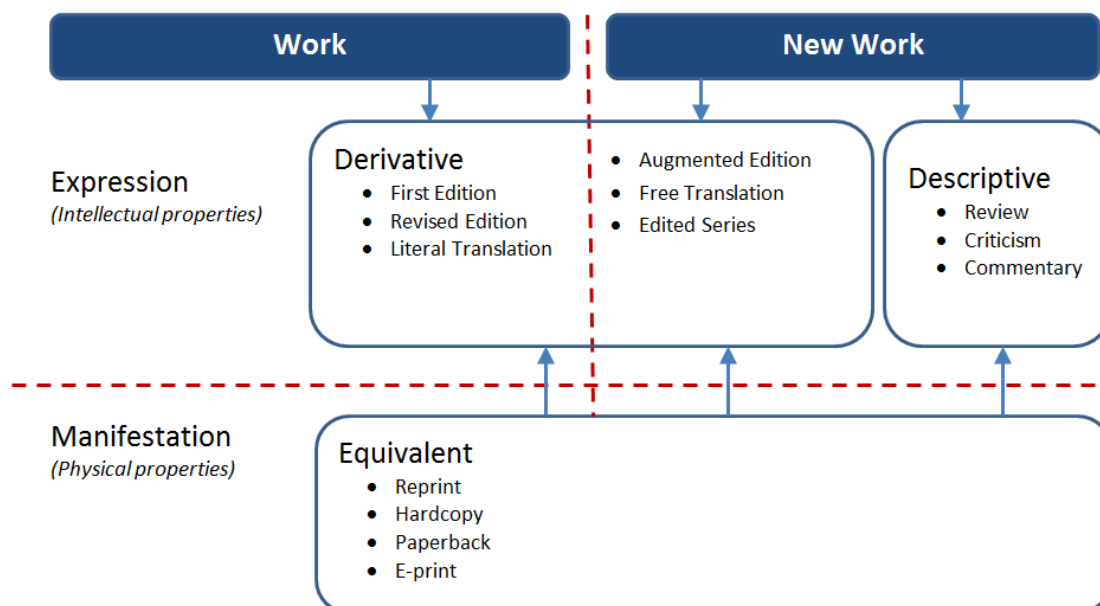 Work
New Work
Expression
(Intellectual properties)
Derivative
• First Edition
• Revised Edition
• Literal Translation
• Augmented Edition
• Free Translation
• Edited Series
Descriptive
• Review
• Criticism
• Commentary
Manifestation
(Physical properties)
Equivalent
• Reprint
• Hardcopy
• Paperback
• E-print